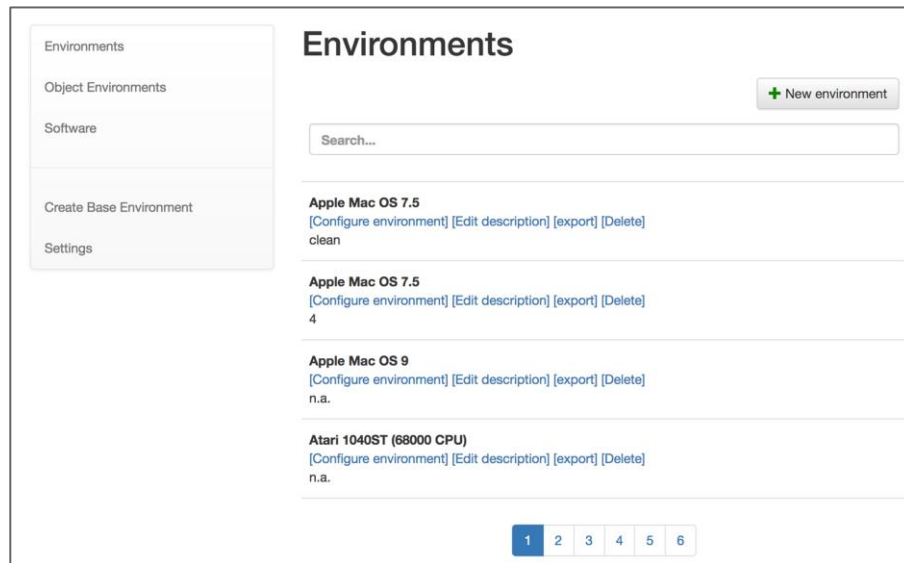 Environments
Object Environments
Software
Create Base Environment
Settings
Environments
New environment
Search...
Apple Mac OS 7.5
[Configure environment] [Edit description] [export] [Delete]
clean
Apple Mac OS 7.5
[Configure environment] [Edit description] [export] [Delete]
4
Apple Mac OS 9
[Configure environment] [Edit description] [export] [Delete]
n.a.
Atari 1040ST (68000 CPU)
[Configure environment] [Edit description] [export] [Delete]
n.a.
1 2 3 4 5 6